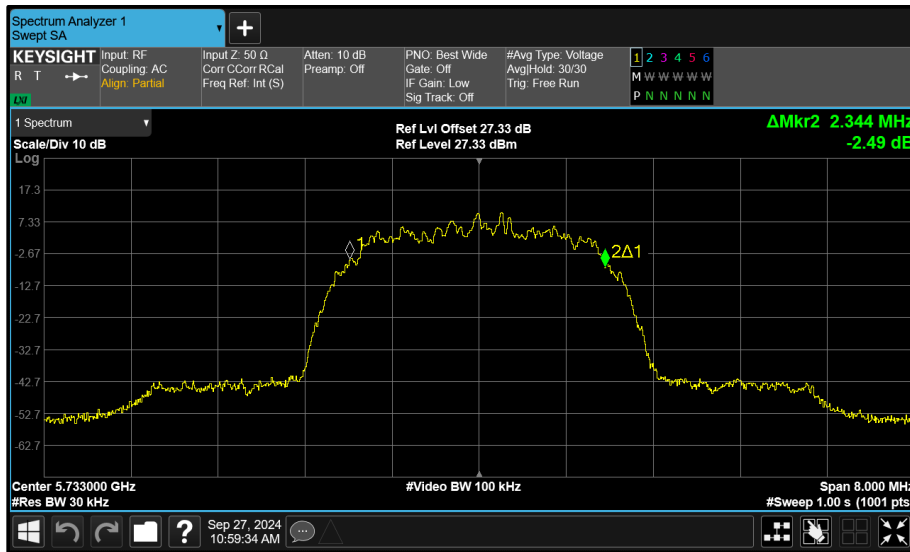 Spectrum Analyzer 1
Swept SA
KEYSIGHT
R T
LXI
Input: RF
Coupling: AC
Align: Partial
Input Z: 50 Ω
Corr CCorr RCal
Freq Ref: Int (S)
Atten: 10 dB
Preamp: Off
PNO: Best Wide
Gate: Off
IF Gain: Low
Sig Track: Off
#Avg Type: Voltage
Avg|Hold: 30/30
Trig: Free Run
1 2 3 4 5 6
M W W W W W
P N N N N N
1 Spectrum
Scale/Div 10 dB
Log
Ref Lvl Offset 27.33 dB
Ref Level 27.33 dBm
ΔMkr2 2.344 MHz
-2.49 dB
17.3
7.33
-2.67
-12.7
-22.7
-32.7
-42.7
-52.7
-62.7
1
2Δ1
Center 5.733000 GHz
#Video BW 100 kHz
Span 8.000 MHz
#Res BW 30 kHz
#Sweep 1.00 s (1001 pts
Sep 27, 2024
10:59:34 AM